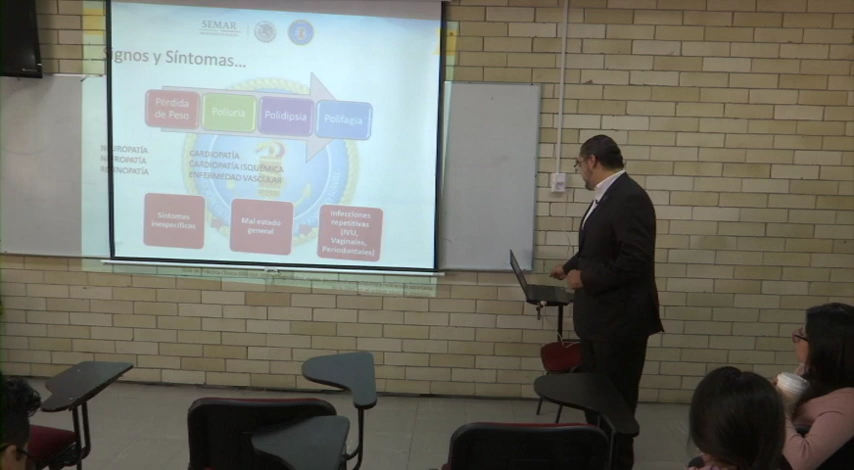 SEMAR
Signos y Síntomas...
Pérdida
de Peso
Poliuria
Polidipsia
Polifagia
NEUROPATÍA
NEFROPATÍA
RETINOPATÍA
CARDIOPATÍA
CARDIOPATÍA ISQUÉMICA
ENFERMEDAD VASCULAR
Síntomas
inespecíficos
Mal estado
general
Infecciones
repetitivas
(IVU,
Vaginales,
Periodontales)